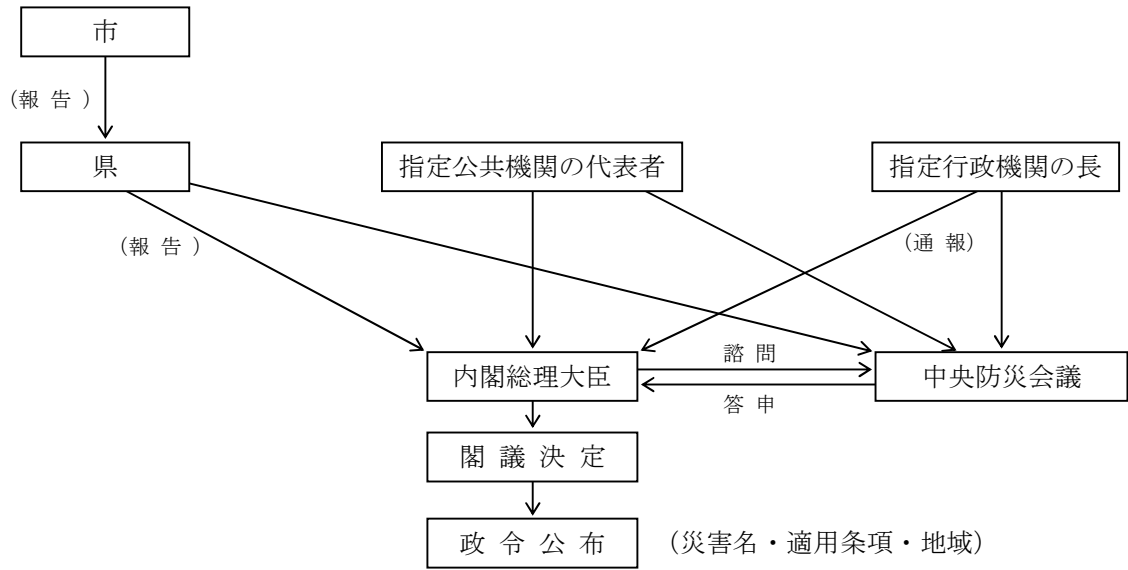 市
(報 告 )
県
指定公共機関の代表者
指定行政機関の長
(報 告 )
(通 報)
内閣総理大臣
諮 問
答 申
中央防災会議
閣 議 決 定
政 令 公 布
(災害名・適用条項・地域)